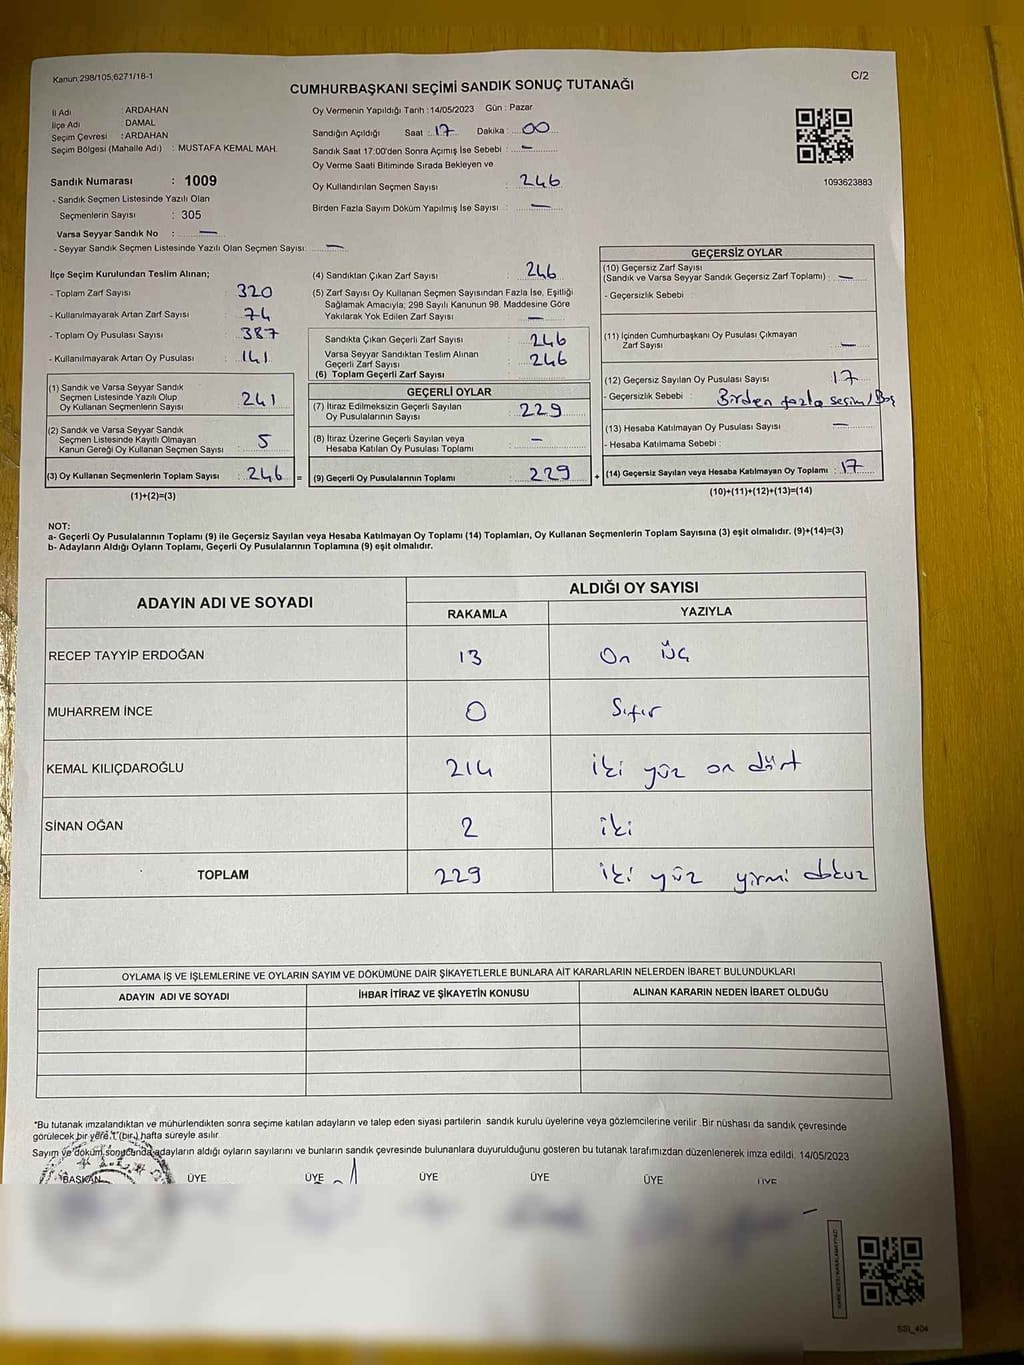 Kanun;298/105;6271/18-1
C/2
CUMHURBAŞKANI SEÇİMİ SANDIK SONUÇ TUTANAĞI
İl Adı : ARDAHAN
İlçe Adı : DAMAL
Seçim Çevresi : ARDAHAN
Seçim Bölgesi (Mahalle Adı) : MUSTAFA KEMAL MAH.
Sandık Numarası : 1009
- Sandık Seçmen Listesinde Yazılı Olan
Seçmenlerin Sayısı : 305
Varsa Seyyar Sandık No : —
- Seyyar Sandık Seçmen Listesinde Yazılı Olan Seçmen Sayısı: —
Oy Vermenin Yapıldığı Tarih :14/05/2023 Gün : Pazar
Sandığın Açıldığı Saat : 17 Dakika : 00
Sandık Saat 17:00'den Sonra Açımış İse Sebebi : —
Oy Verme Saati Bitiminde Sırada Bekleyen ve
Oy Kullandırılan Seçmen Sayısı : 246
Birden Fazla Sayım Döküm Yapılmış İse Sayısı : —
1093623883
İlçe Seçim Kurulundan Teslim Alınan;
- Toplam Zarf Sayısı : 320
- Kullanılmayarak Artan Zarf Sayısı : 74
- Toplam Oy Pusulası Sayısı : 387
- Kullanılmayarak Artan Oy Pusulası : 141
(1) Sandık ve Varsa Seyyar Sandık
Seçmen Listesinde Yazılı Olup
Oy Kullanan Seçmenlerin Sayısı : 241
(2) Sandık ve Varsa Seyyar Sandık
Seçmen Listesinde Kayıtlı Olmayan
Kanun Gereği Oy Kullanan Seçmen Sayısı : 5
(3) Oy Kullanan Seçmenlerin Toplam Sayısı : 246 =
(1)+(2)=(3)
(4) Sandıktan Çıkan Zarf Sayısı : 246
(5) Zarf Sayısı Oy Kullanan Seçmen Sayısından Fazla İse, Eşitliği
Sağlamak Amacıyla; 298 Sayılı Kanunun 98. Maddesine Göre
Yakılarak Yok Edilen Zarf Sayısı : —
Sandıkta Çıkan Geçerli Zarf Sayısı : 246
Varsa Seyyar Sandıktan Teslim Alınan
Geçerli Zarf Sayısı : 246
(6) Toplam Geçerli Zarf Sayısı
GEÇERLİ OYLAR
(7) İtiraz Edilmeksizin Geçerli Sayılan
Oy Pusulalarının Sayısı : 229
(8) İtiraz Üzerine Geçerli Sayılan veya
Hesaba Katılan Oy Pusulası Toplamı : —
(9) Geçerli Oy Pusulalarının Toplamı : 229 +
GEÇERSİZ OYLAR
(10) Geçersiz Zarf Sayısı
(Sandık ve Varsa Seyyar Sandık Geçersiz Zarf Toplamı) : —
- Geçersizlik Sebebi :
(11) İçinden Cumhurbaşkanı Oy Pusulası Çıkmayan
Zarf Sayısı : —
(12) Geçersiz Sayılan Oy Pusulası Sayısı : 17
- Geçersizlik Sebebi : Birden fazla seçim/Boş
(13) Hesaba Katılmayan Oy Pusulası Sayısı : —
- Hesaba Katılmama Sebebi :
(14) Geçersiz Sayılan veya Hesaba Katılmayan Oy Toplamı : 17
(10)+(11)+(12)+(13)=(14)
NOT:
a- Geçerli Oy Pusulalarının Toplamı (9) ile Geçersiz Sayılan veya Hesaba Katılmayan Oy Toplamı (14) Toplamları, Oy Kullanan Seçmenlerin Toplam Sayısına (3) eşit olmalıdır. (9)+(14)=(3)
b- Adayların Aldığı Oyların Toplamı, Geçerli Oy Pusulalarının Toplamına (9) eşit olmalıdır.
ADAYIN ADI VE SOYADI
ALDIĞI OY SAYISI
RAKAMLA YAZIYLA
RECEP TAYYİP ERDOĞAN 13 On üç
MUHARREM İNCE 0 Sıfır
KEMAL KILIÇDAROĞLU 214 iki yüz on dört
SİNAN OĞAN 2 iki
TOPLAM 229 iki yüz yirmi dokuz
OYLAMA İŞ VE İŞLEMLERİNE VE OYLARIN SAYIM VE DÖKÜMÜNE DAİR ŞİKAYETLERLE BUNLARA AİT KARARLARIN NELERDEN İBARET BULUNDUKLARI
ADAYIN ADI VE SOYADI İHBAR İTİRAZ VE ŞİKAYETİN KONUSU ALINAN KARARIN NEDEN İBARET OLDUĞU
*Bu tutanak imzalandıktan ve mühürlendikten sonra seçime katılan adayların ve talep eden siyasi partilerin sandık kurulu üyelerine veya gözlemcilerine verilir. Bir nüshası da sandık çevresinde
görülecek bir yere 1 (bir) hafta süreyle asılır.
Sayım ve döküm sonucunda adayların aldığı oyların sayılarını ve bunların sandık çevresinde bulunanlara duyurulduğunu gösteren bu tutanak tarafımızdan düzenlenerek imza edildi. 14/05/2023
BAŞKAN ÜYE ÜYE ÜYE ÜYE ÜYE ÜYE
SSI_404